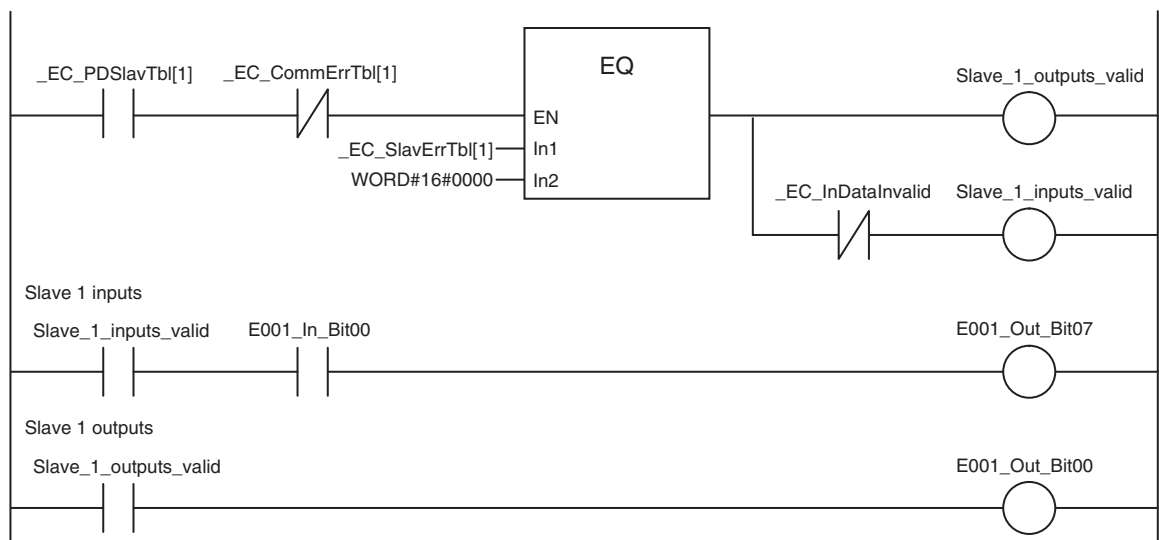 EQ
_EC_PDSlavTbl[1] _EC_CommErrTbl[1] Slave_1_outputs_valid
EN
_EC_SlavErrTbl[1] In1
WORD#16#0000 In2
_EC_InDataInvalid Slave_1_inputs_valid
Slave 1 inputs
Slave_1_inputs_valid E001_In_Bit00 E001_Out_Bit07
Slave 1 outputs
Slave_1_outputs_valid E001_Out_Bit00